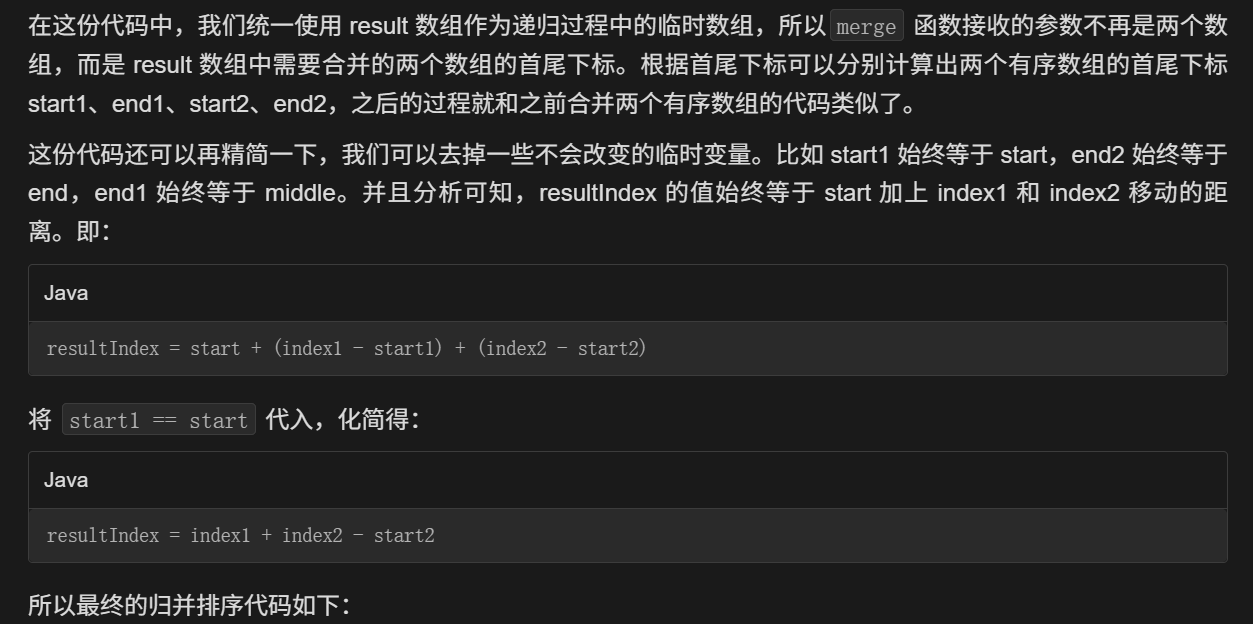 在这份代码中，我们统一使用 result 数组作为递归过程中的临时数组，所以 merge 函数接收的参数不再是两个数
组，而是 result 数组中需要合并的两个数组的首尾下标。根据首尾下标可以分别计算出两个有序数组的首尾下标
start1、end1、start2、end2，之后的过程就和之前合并两个有序数组的代码类似了。
这份代码还可以再精简一下，我们可以去掉一些不会改变的临时变量。比如 start1 始终等于 start，end2 始终等于
end，end1 始终等于 middle。并且分析可知，resultIndex 的值始终等于 start 加上 index1 和 index2 移动的距
离。即：
Java
resultIndex = start + (index1 - start1) + (index2 - start2)
将 start1 == start 代入，化简得：
Java
resultIndex = index1 + index2 - start2
所以最终的归并排序代码如下：